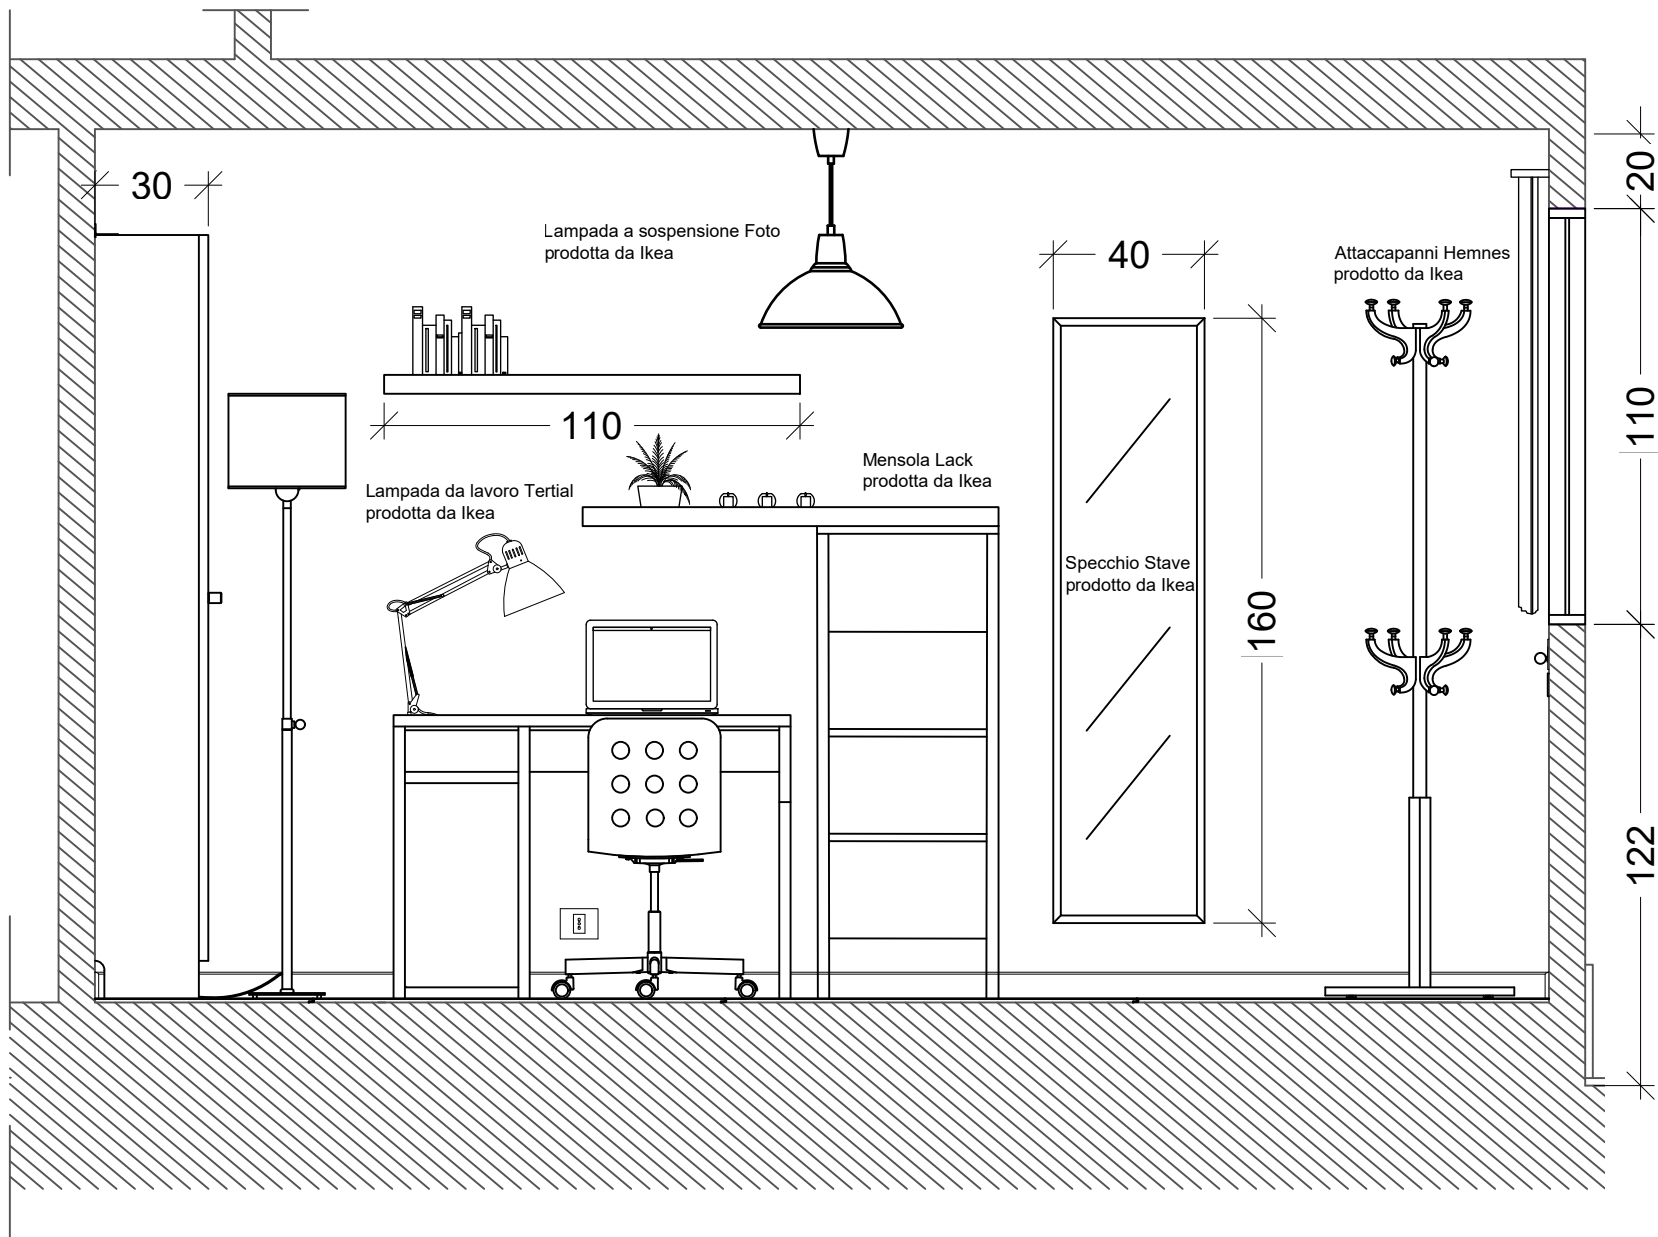 20
30
Lampada a sospensione Foto
prodotta da Ikea
40
Attaccapanni Hemnes
prodotto da Ikea
110
110
Mensola Lack
prodotta da Ikea
Lampada da lavoro Tertial
prodotta da Ikea
Specchio Stave
prodotto da Ikea
160
122